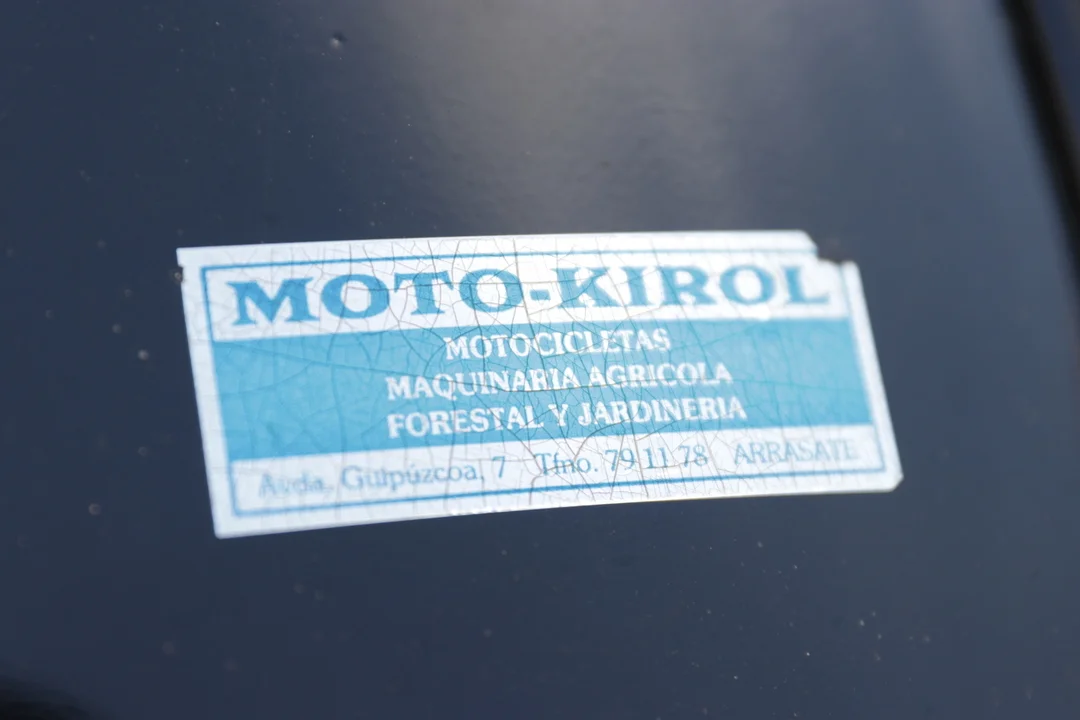 MOTO-KIROL
MOTOCICLETAS
MAQUINARIA AGRICOLA
FORESTAL Y JARDINERIA
Avda. Guipúzcoa, 7 Tfno. 79 11 78 ARRASATE